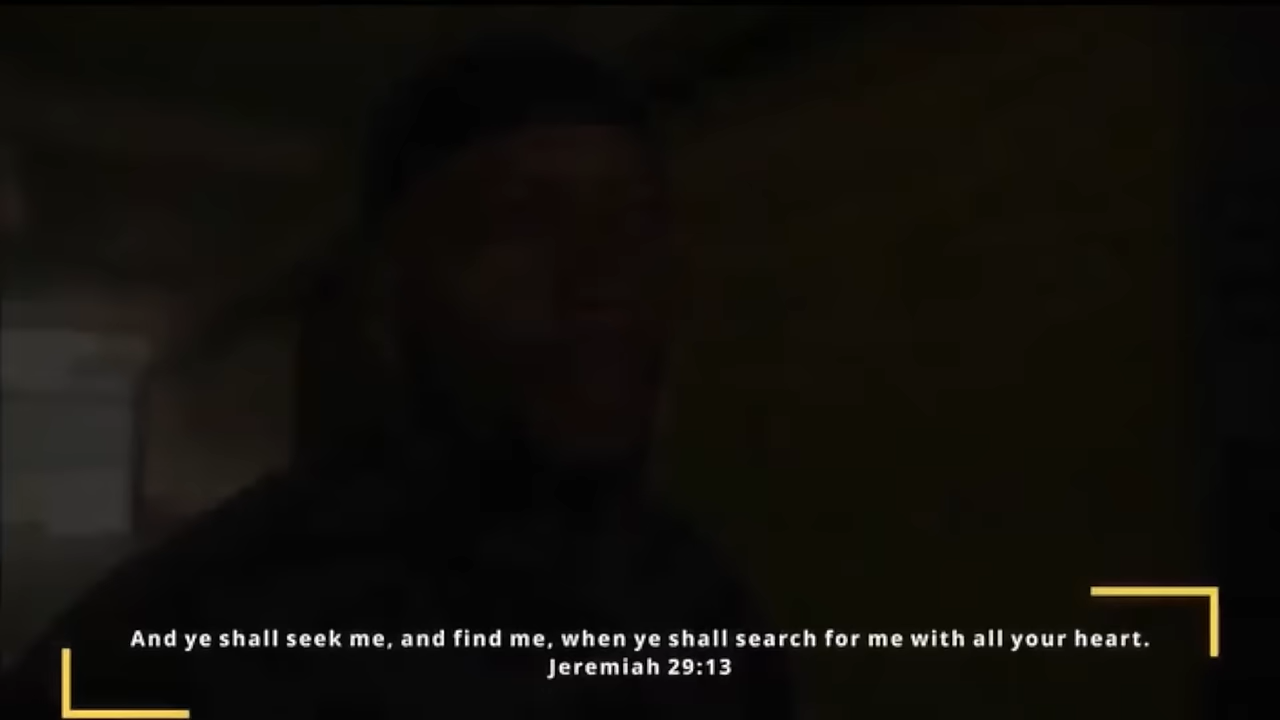 And ye shall seek me, and find me, when ye shall search for me with all your heart.
Jeremiah 29:13